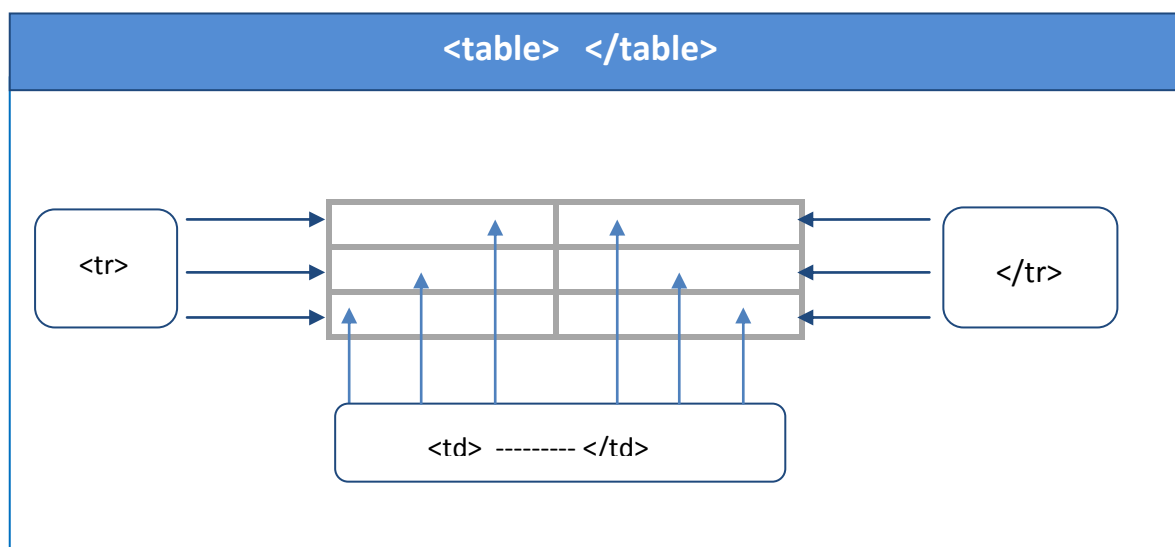 <table>   </table>
<tr>
</tr>
<td>  --------- </td>